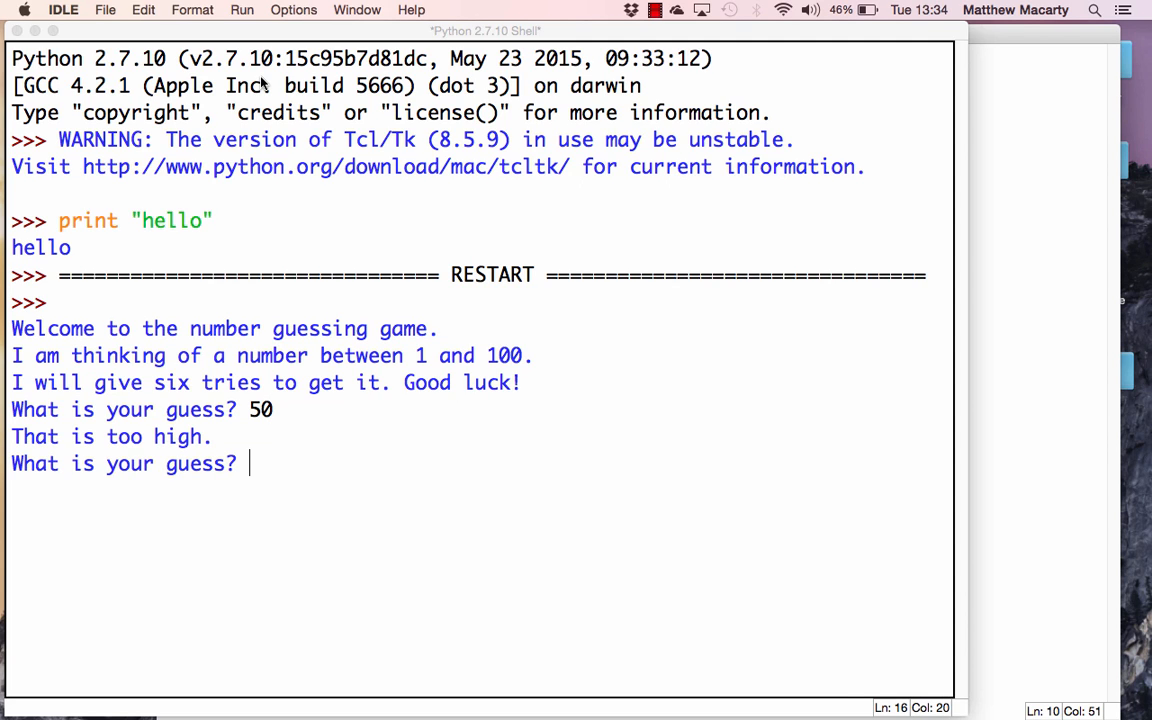 IDLE File Edit Format Run Options Window Help 46% Tue 13:34 Matthew Macarty
*Python 2.7.10 Shell*
Python 2.7.10 (v2.7.10:15c95b7d81dc, May 23 2015, 09:33:12)
[GCC 4.2.1 (Apple Inc. build 5666) (dot 3)] on darwin
Type "copyright", "credits" or "license()" for more information.
>>> WARNING: The version of Tcl/Tk (8.5.9) in use may be unstable.
Visit http://www.python.org/download/mac/tcltk/ for current information.
>>> print "hello"
hello
>>> ================================ RESTART ================================
>>>
Welcome to the number guessing game.
I am thinking of a number between 1 and 100.
I will give six tries to get it. Good luck!
What is your guess? 50
That is too high.
What is your guess?
Ln: 16 Col: 20
Ln: 10 Col: 51